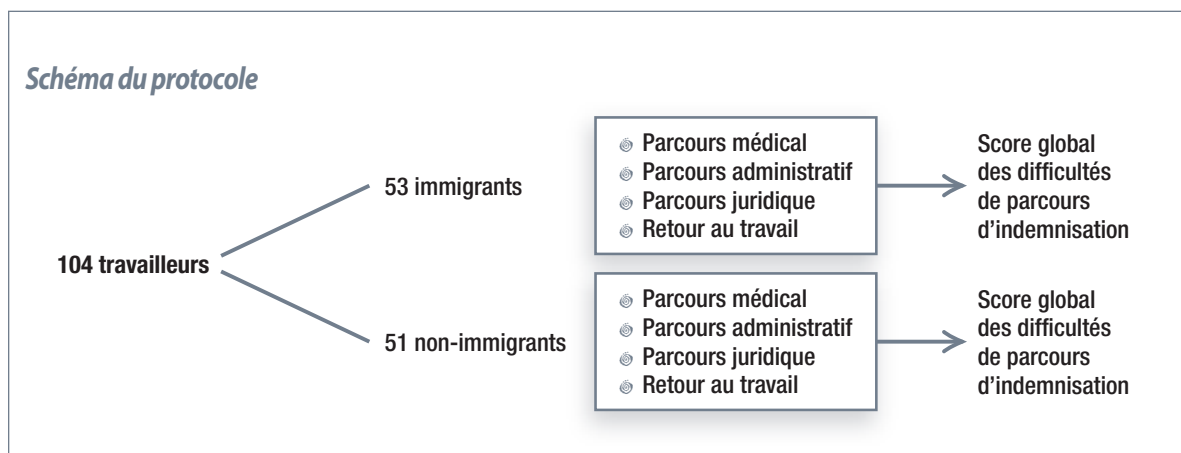 Schéma du protocole
104 travailleurs
53 immigrants
Parcours médical
Parcours administratif
Parcours juridique
Retour au travail
Score global
des difficultés
de parcours
d'indemnisation
51 non-immigrants
Parcours médical
Parcours administratif
Parcours juridique
Retour au travail
Score global
des difficultés
de parcours
d'indemnisation